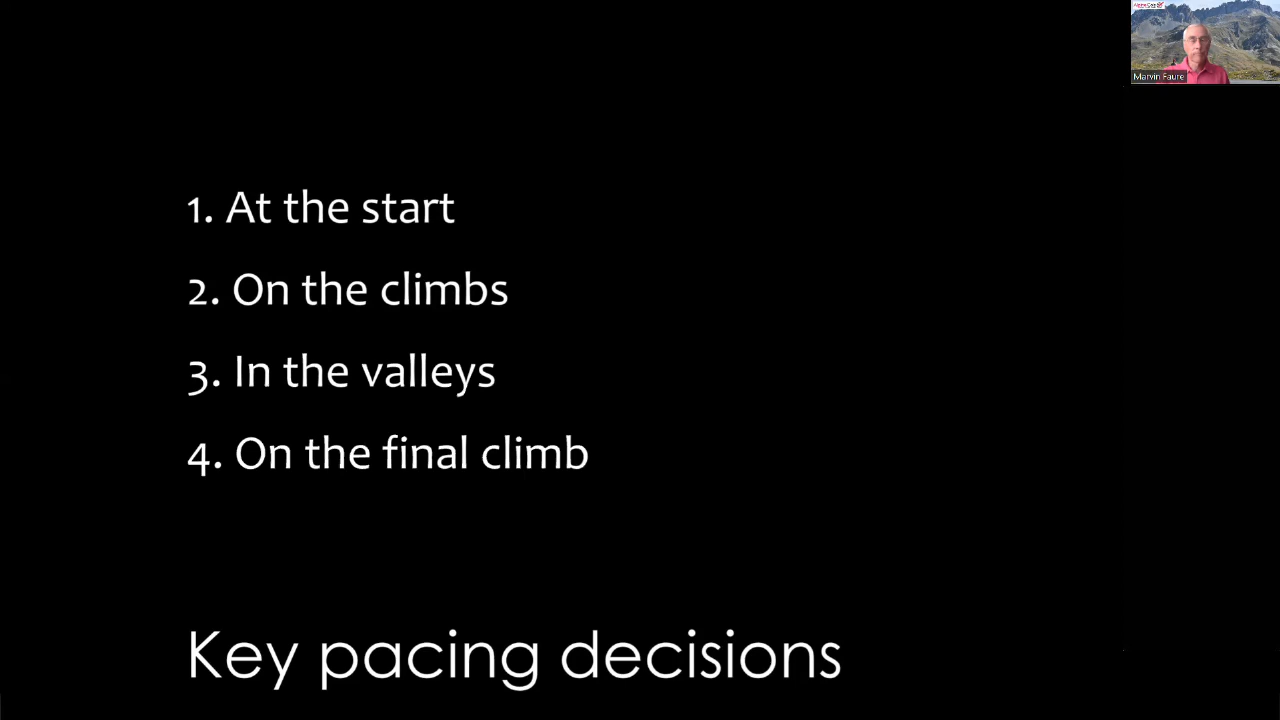 1. At the start
2. On the climbs
3. In the valleys
4. On the final climb
Key pacing decisions
Marvin Faure